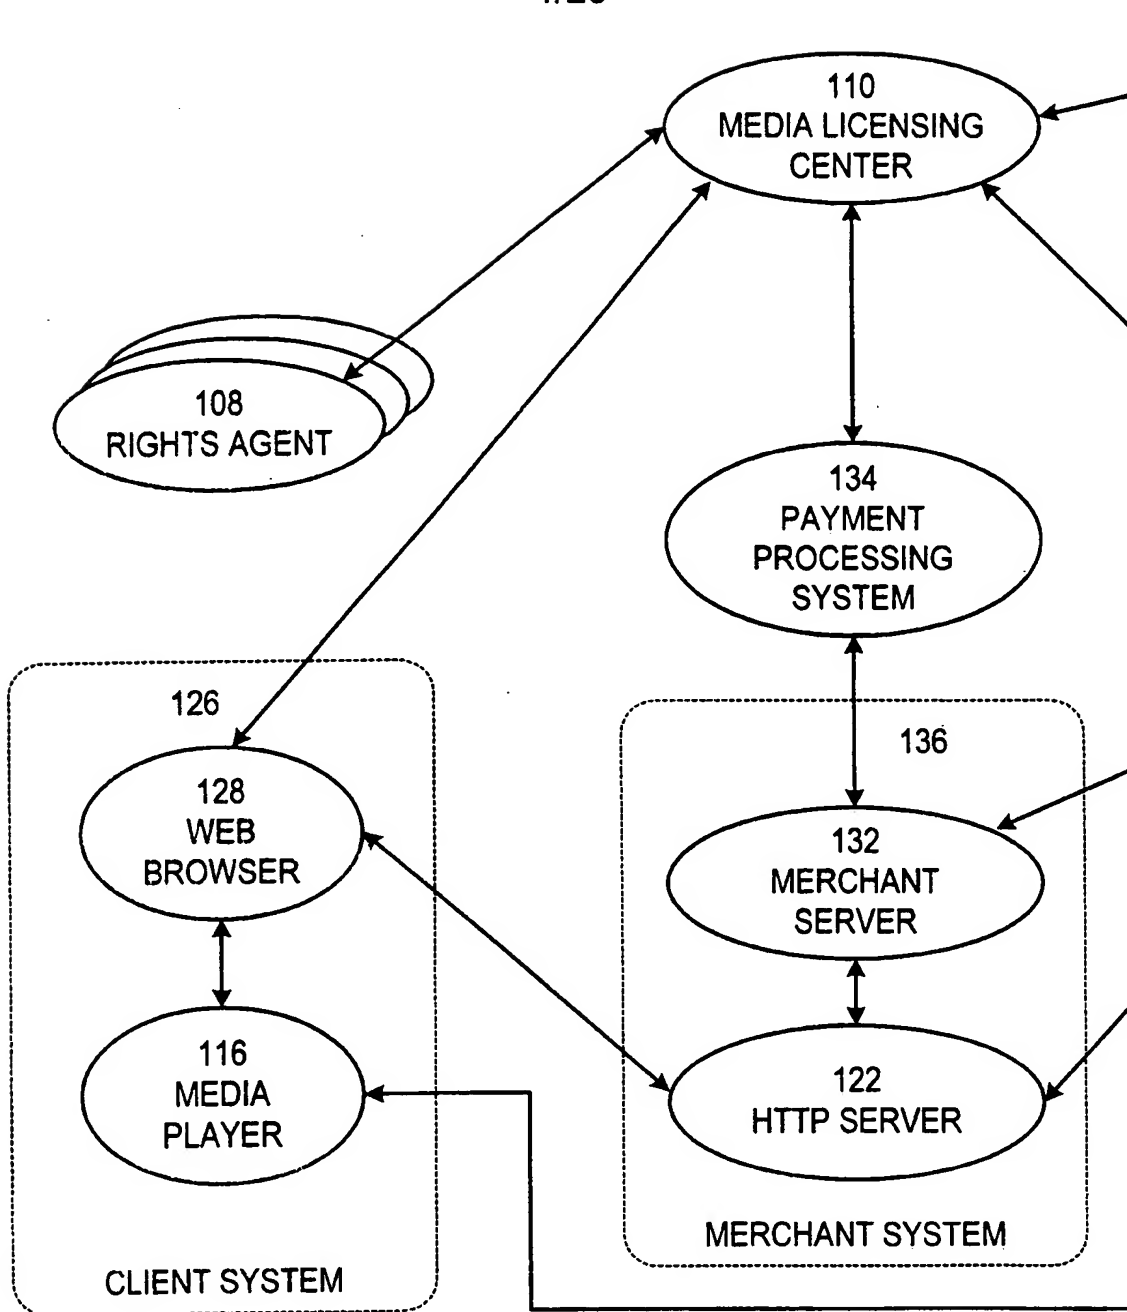 110
MEDIA LICENSING
CENTER
108
RIGHTS AGENT
134
PAYMENT
PROCESSING
SYSTEM
126
136
128
WEB
BROWSER
132
MERCHANT
SERVER
116
MEDIA
PLAYER
122
HTTP SERVER
MERCHANT SYSTEM
CLIENT SYSTEM